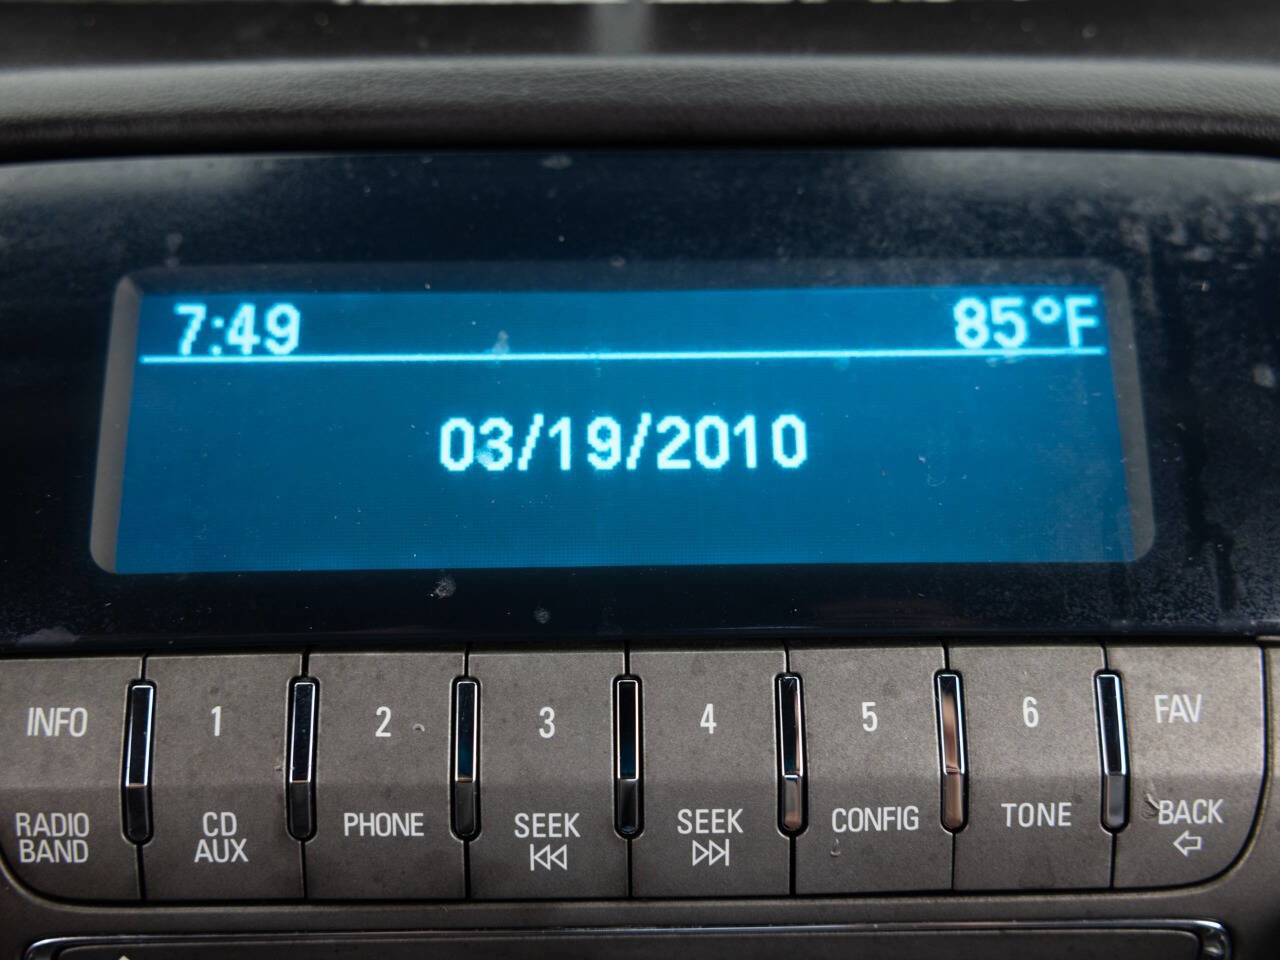 7:49 85°F
03/19/2010
INFO 1 2 3 4 5 6 FAV
RADIO BAND CD AUX PHONE SEEK SEEK CONFIG TONE BACK